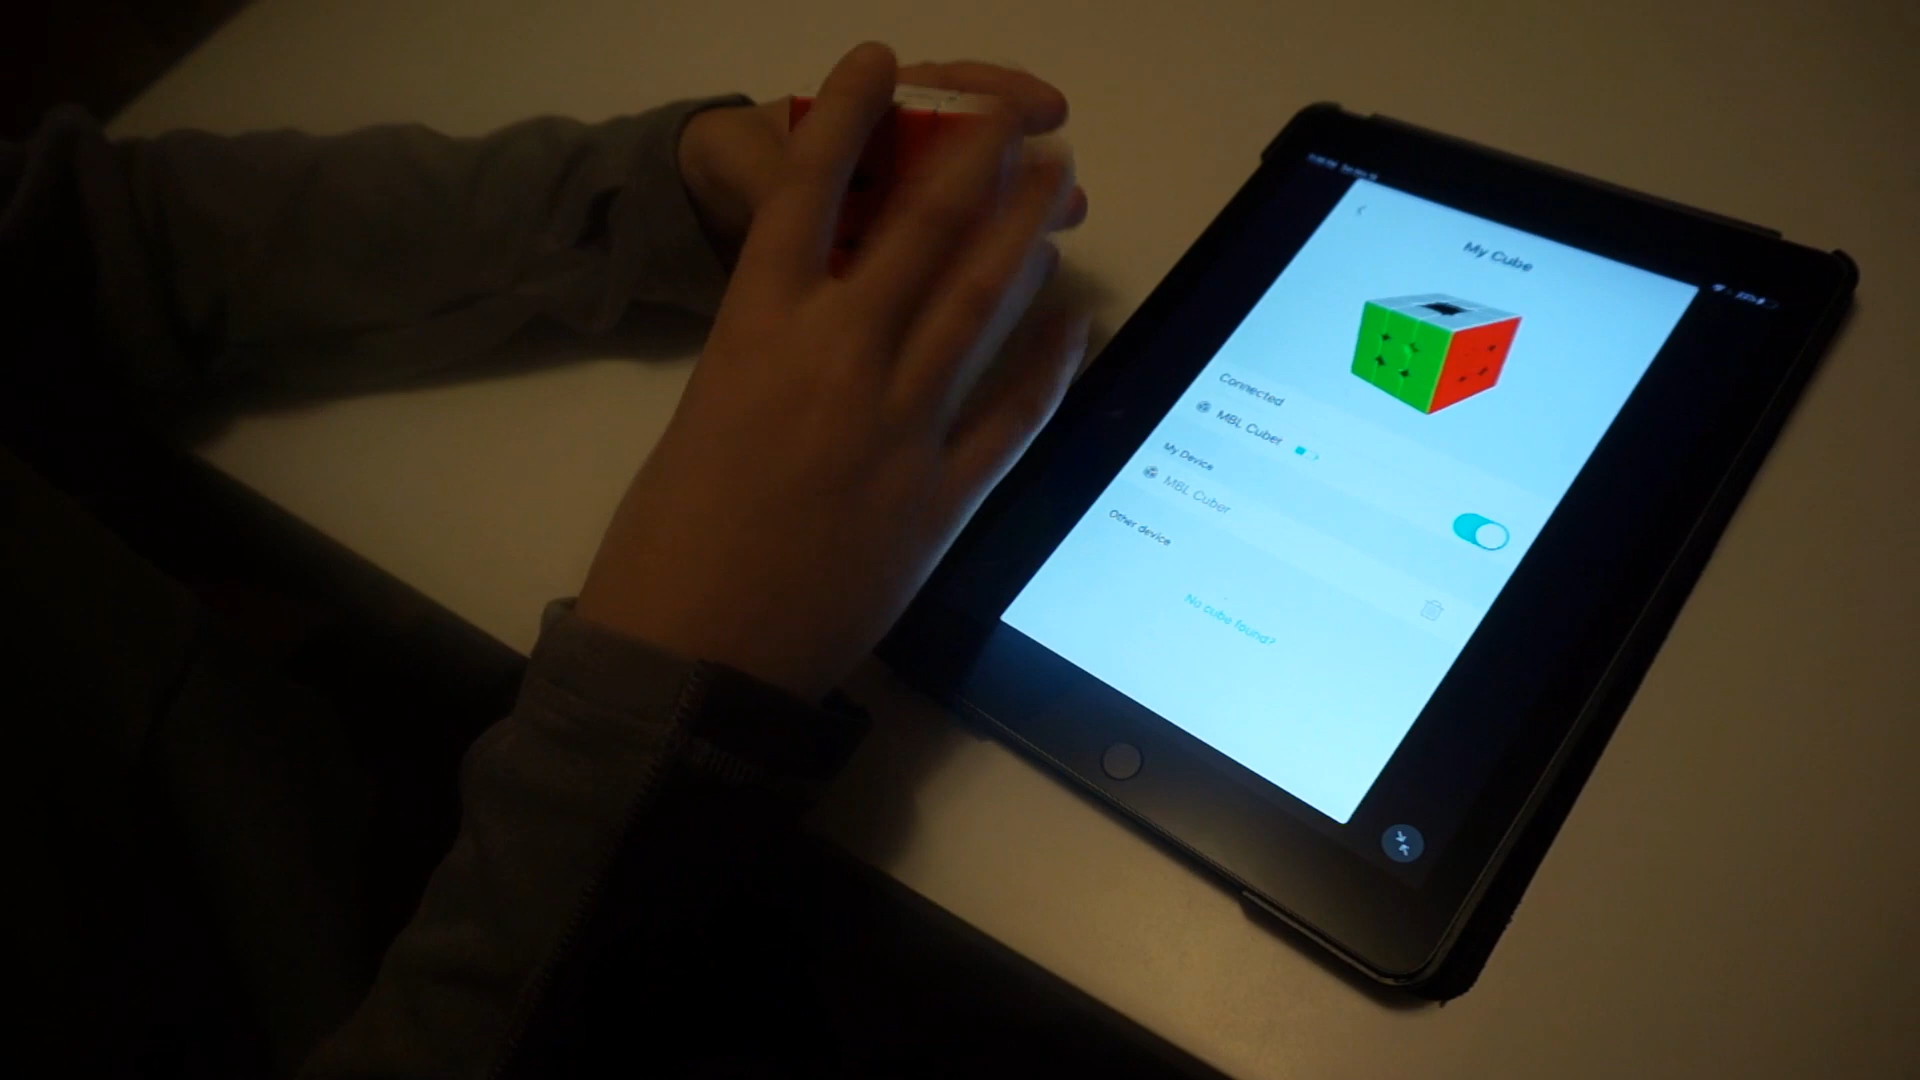 My Cube
Connected
MBL Cuber
My Device
MBL Cuber
Other device
No cube found?